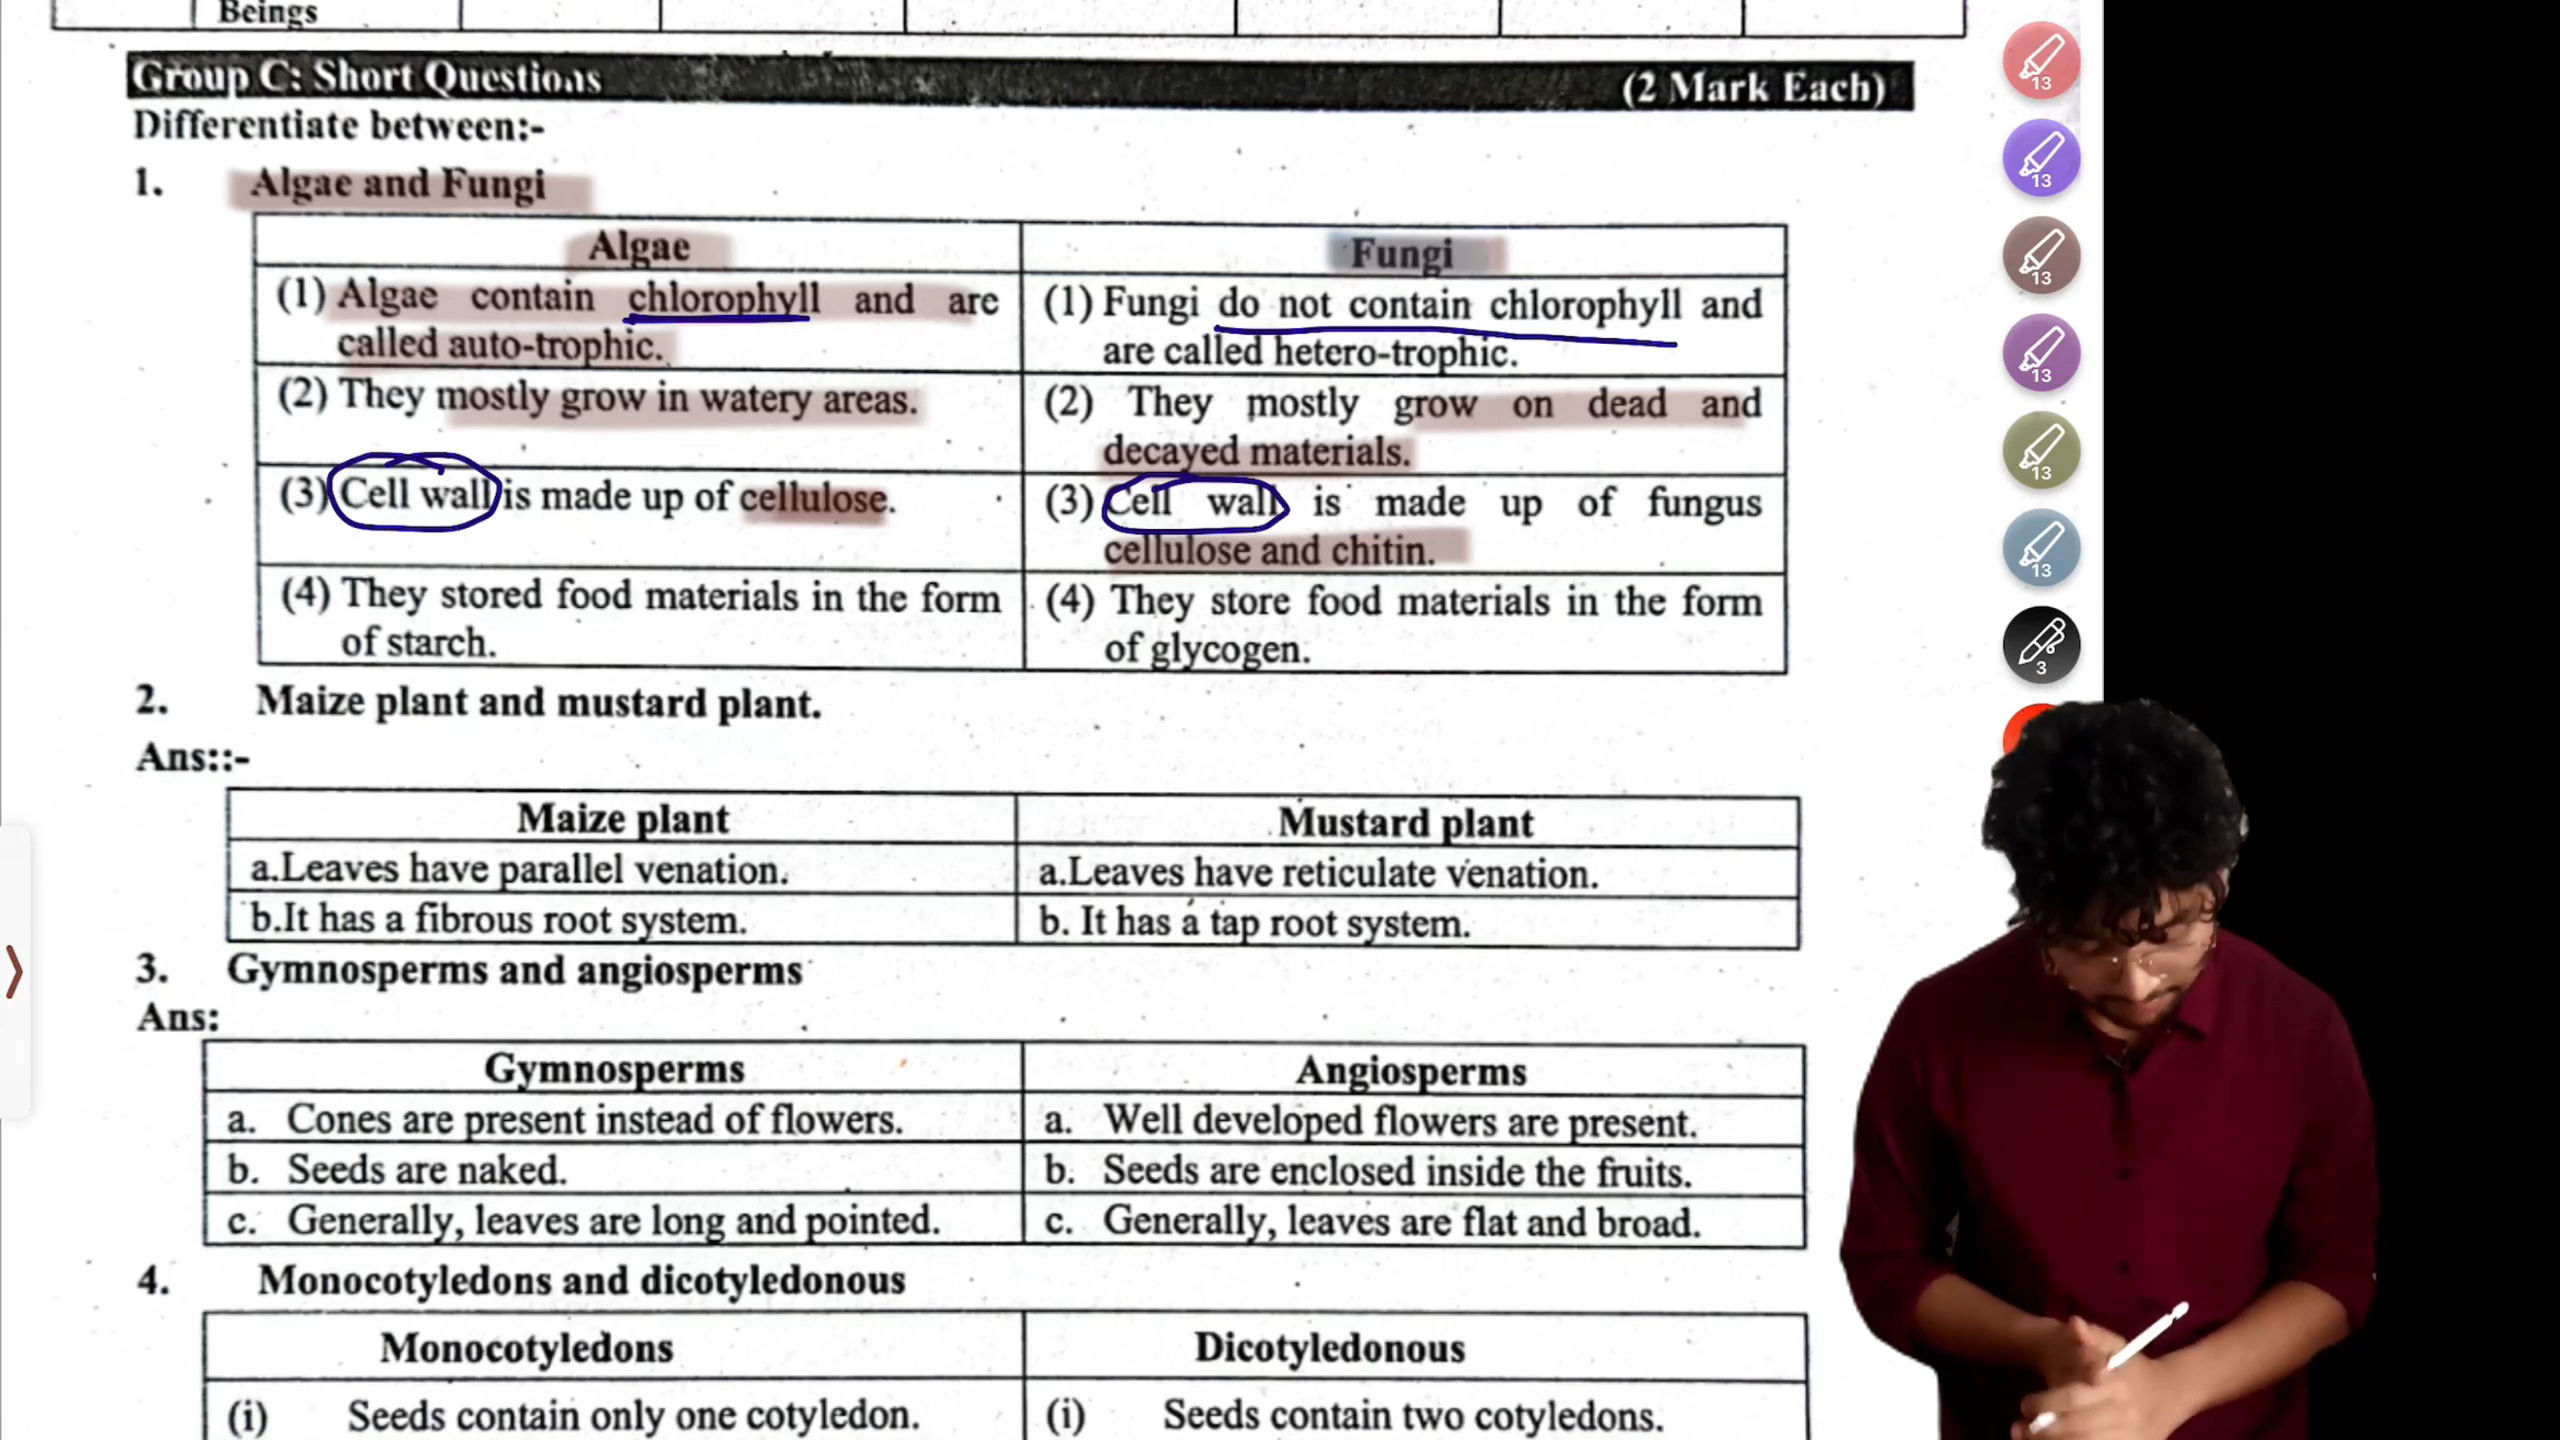 Beings
Group C: Short Questions (2 Mark Each)
Differentiate between:-
1. Algae and Fungi
Algae Fungi
(1) Algae contain chlorophyll and are
called auto-trophic.
(1) Fungi do not contain chlorophyll and
are called hetero-trophic.
(2) They mostly grow in watery areas.
(2) They mostly grow on dead and
decayed materials.
(3) Cell wall is made up of cellulose.
(3) Cell wall is made up of fungus
cellulose and chitin.
(4) They stored food materials in the form
of starch.
(4) They store food materials in the form
of glycogen.
2. Maize plant and mustard plant.
Ans::-
Maize plant Mustard plant
a.Leaves have parallel venation. a.Leaves have reticulate venation.
b.It has a fibrous root system. b. It has a tap root system.
3. Gymnosperms and angiosperms
Ans:
Gymnosperms Angiosperms
a. Cones are present instead of flowers. a. Well developed flowers are present.
b. Seeds are naked. b. Seeds are enclosed inside the fruits.
c. Generally, leaves are long and pointed. c. Generally, leaves are flat and broad.
4. Monocotyledons and dicotyledonous
Monocotyledons Dicotyledonous
(i) Seeds contain only one cotyledon. (i) Seeds contain two cotyledons.
13
13
13
13
13
13
3